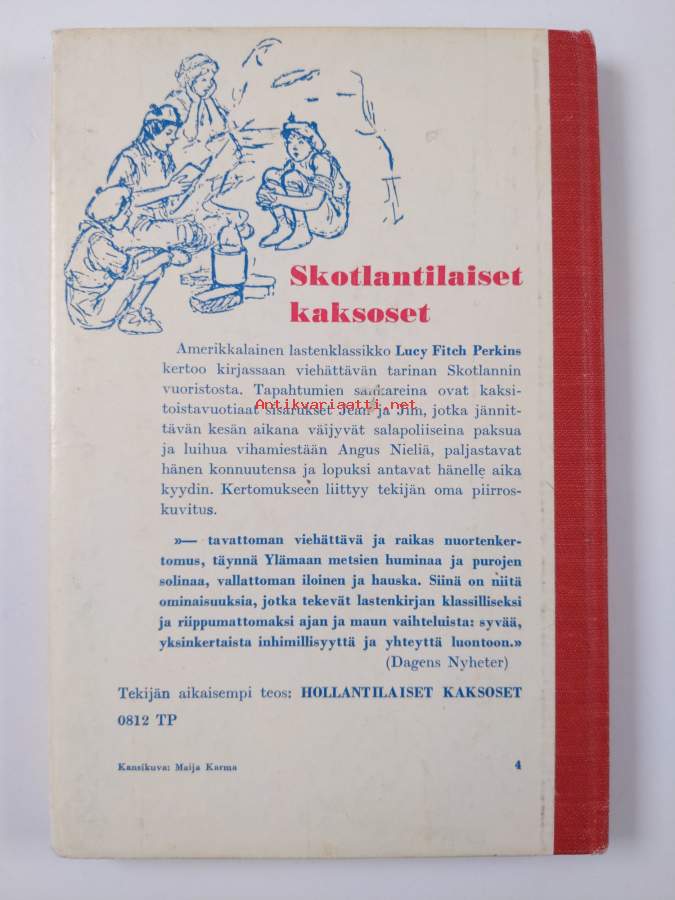 Skotlantilaiset
kaksoset
Amerikkalainen lastenklassikko Lucy Fitch Perkins
kertoo kirjassaan viehättävän tarinan Skotlannin
vuoristosta. Tapahtumien sankareina ovat kaksi-
Antikvariaatti.net
toistavuotiaat sisarukset Jean ja Jim, jotka jännit-
tävän kesän aikana väijyvät salapoliiseina paksua
ja luihua vihamiestään Angus Nieliä, paljastavat
hänen konnuutensa ja lopuksi antavat hänelle aika
kyydin. Kertomukseen liittyy tekijän oma piirros-
kuvitus.
»— tavattoman viehättävä ja raikas nuortenker-
tomus, täynnä Ylämaan metsien huminaa ja purojen
solinaa, vallattoman iloinen ja hauska. Siinä on niitä
ominaisuuksia, jotka tekevät lastenkirjan klassilliseksi
ja riippumattomaksi ajan ja maun vaihteluista: syvää,
yksinkertaista inhimillisyyttä ja yhteyttä luontoon.»
(Dagens Nyheter)
Tekijän aikaisempi teos: HOLLANTILAISET KAKSOSET
0812 TP
Kansikuva: Maija Karma 4